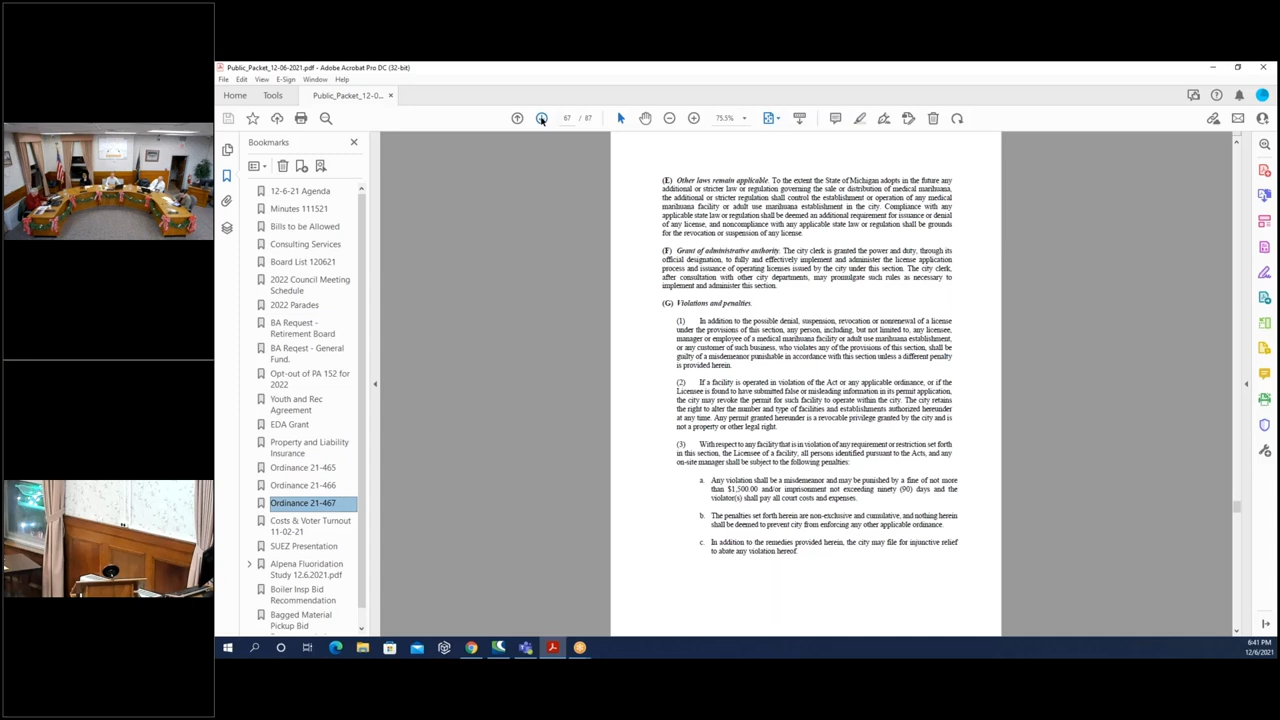 Public_Packet_12-06-2021.pdf - Adobe Acrobat Pro DC (32-bit)
File Edit View E-Sign Window Help
Home Tools Public_Packet_12-0... ×
67 / 87 75.5%
Bookmarks
12-6-21 Agenda
Minutes 111521
Bills to be Allowed
Consulting Services
Board List 120621
2022 Council Meeting
Schedule
2022 Parades
BA Request -
Retirement Board
BA Reqest - General
Fund.
Opt-out of PA 152 for
2022
Youth and Rec
Agreement
EDA Grant
Property and Liability
Insurance
Ordinance 21-465
Ordinance 21-466
Ordinance 21-467
Costs & Voter Turnout
11-02-21
SUEZ Presentation
Alpena Fluoridation
Study 12.6.2021.pdf
Boiler Insp Bid
Recommendation
Bagged Material
Pickup Bid
(E) Other laws remain applicable. To the extent the State of Michigan adopts in the future any
additional or stricter law or regulation governing the sale or distribution of medical marihuana,
the additional or stricter regulation shall control the establishment or operation of any medical
marihuana facility or adult use marihuana establishment in the city. Compliance with any
applicable state law or regulation shall be deemed an additional requirement for issuance or denial
of any license, and noncompliance with any applicable state law or regulation shall be grounds
for the revocation or suspension of any license.
(F) Grant of administrative authority. The city clerk is granted the power and duty, through its
official designation, to fully and effectively implement and administer the license application
process and issuance of operating licenses issued by the city under this section. The city clerk,
after consultation with other city departments, may promulgate such rules as necessary to
implement and administer this section.
(G) Violations and penalties.
(1) In addition to the possible denial, suspension, revocation or nonrenewal of a license
under the provisions of this section, any person, including, but not limited to, any licensee,
manager or employee of a medical marihuana facility or adult use marihuana establishment,
or any customer of such business, who violates any of the provisions of this section, shall be
guilty of a misdemeanor punishable in accordance with this section unless a different penalty
is provided herein.
(2) If a facility is operated in violation of the Act or any applicable ordinance, or if the
Licensee is found to have submitted false or misleading information in its permit application,
the city may revoke the permit for such facility to operate within the city. The city retains
the right to alter the number and type of facilities and establishments authorized hereunder
at any time. Any permit granted hereunder is a revocable privilege granted by the city and is
not a property or other legal right.
(3) With respect to any facility that is in violation of any requirement or restriction set forth
in this section, the Licensee of a facility, all persons identified pursuant to the Acts, and any
on-site manager shall be subject to the following penalties:
a. Any violation shall be a misdemeanor and may be punished by a fine of not more
than $1,500.00 and/or imprisonment not exceeding ninety (90) days and the
violator(s) shall pay all court costs and expenses.
b. The penalties set forth herein are non-exclusive and cumulative, and nothing herein
shall be deemed to prevent city from enforcing any other applicable ordinance.
c. In addition to the remedies provided herein, the city may file for injunctive relief
to abate any violation hereof.
6:41 PM
12/6/2021